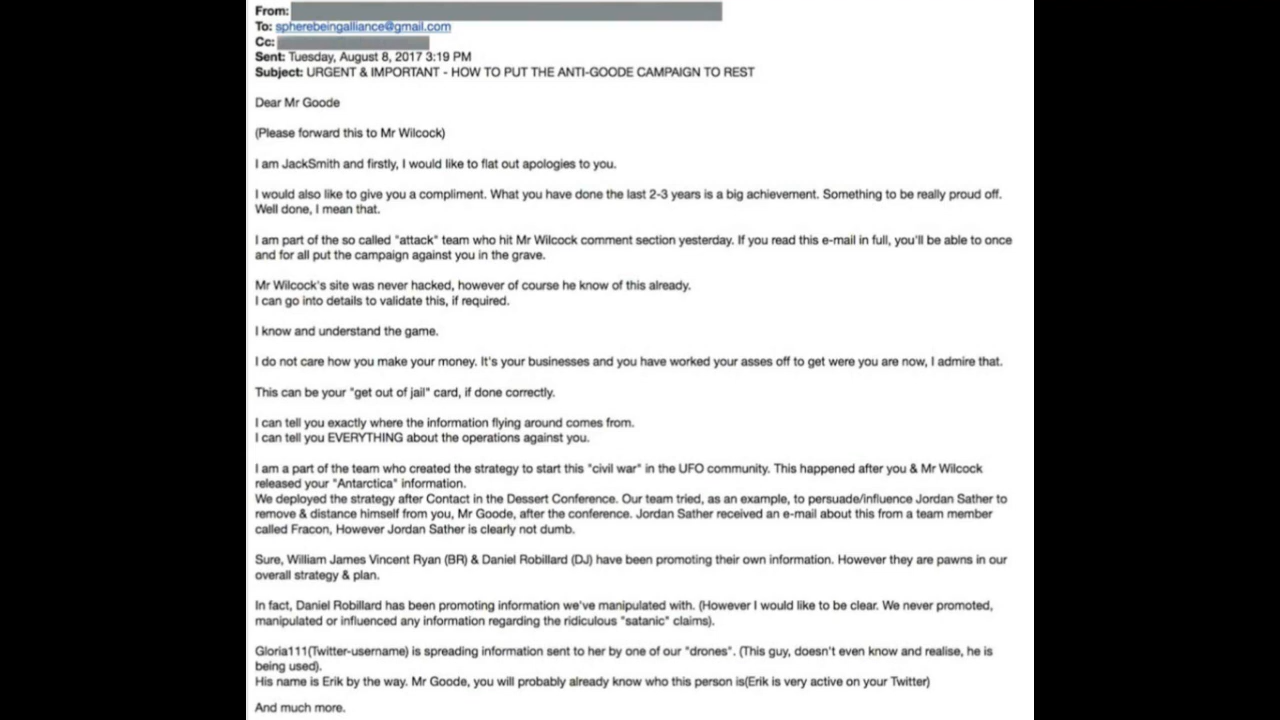 From:
To: spherebeingalliance@gmail.com
Cc:
Sent: Tuesday, August 8, 2017 3:19 PM
Subject: URGENT & IMPORTANT - HOW TO PUT THE ANTI-GOODE CAMPAIGN TO REST
Dear Mr Goode
(Please forward this to Mr Wilcock)
I am JackSmith and firstly, I would like to flat out apologies to you.
I would also like to give you a compliment. What you have done the last 2-3 years is a big achievement. Something to be really proud off.
Well done, I mean that.
I am part of the so called "attack" team who hit Mr Wilcock comment section yesterday. If you read this e-mail in full, you'll be able to once
and for all put the campaign against you in the grave.
Mr Wilcock's site was never hacked, however of course he know of this already.
I can go into details to validate this, if required.
I know and understand the game.
I do not care how you make your money. It's your businesses and you have worked your asses off to get were you are now, I admire that.
This can be your "get out of jail" card, if done correctly.
I can tell you exactly where the information flying around comes from.
I can tell you EVERYTHING about the operations against you.
I am a part of the team who created the strategy to start this "civil war" in the UFO community. This happened after you & Mr Wilcock
released your "Antarctica" information.
We deployed the strategy after Contact in the Dessert Conference. Our team tried, as an example, to persuade/influence Jordan Sather to
remove & distance himself from you, Mr Goode, after the conference. Jordan Sather received an e-mail about this from a team member
called Fracon, However Jordan Sather is clearly not dumb.
Sure, William James Vincent Ryan (BR) & Daniel Robillard (DJ) have been promoting their own information. However they are pawns in our
overall strategy & plan.
In fact, Daniel Robillard has been promoting information we've manipulated with. (However I would like to be clear. We never promoted,
manipulated or influenced any information regarding the ridiculous "satanic" claims).
Gloria111(Twitter-username) is spreading information sent to her by one of our "drones". (This guy, doesn't even know and realise, he is
being used).
His name is Erik by the way. Mr Goode, you will probably already know who this person is(Erik is very active on your Twitter)
And much more.